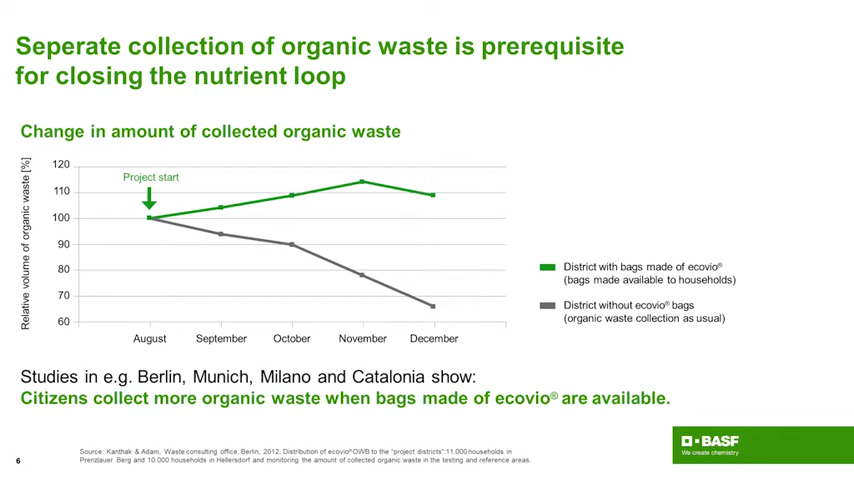 Seperate collection of organic waste is prerequisite
for closing the nutrient loop
Change in amount of collected organic waste
Relative volume of organic waste [%]
120
110
100
90
80
70
60
Project start
August September October November December
District with bags made of ecovio®
(bags made available to households)
District without ecovio® bags
(organic waste collection as usual)
Studies in e.g. Berlin, Munich, Milano and Catalonia show:
Citizens collect more organic waste when bags made of ecovio® are available.
Source: Kanthak & Adam, Waste consulting office, Berlin, 2012. Distribution of ecovio® OWB to the “project districts”:11.000 households in
Prenzlauer Berg and 10.000 households in Hellersdorf and monitoring the amount of collected organic waste in the testing and reference areas.
6
BASF
We create chemistry